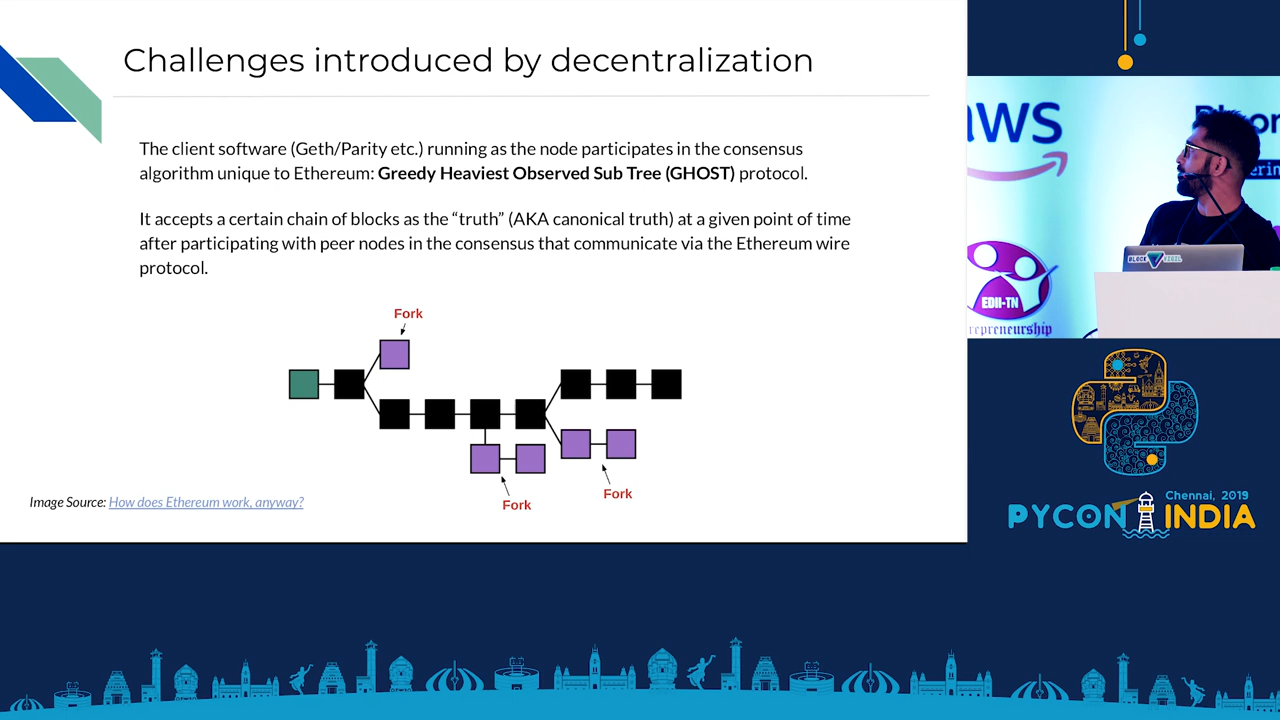 Challenges introduced by decentralization
The client software (Geth/Parity etc.) running as the node participates in the consensus
algorithm unique to Ethereum: Greedy Heaviest Observed Sub Tree (GHOST) protocol.
It accepts a certain chain of blocks as the “truth” (AKA canonical truth) at a given point of time
after participating with peer nodes in the consensus that communicate via the Ethereum wire
protocol.
Fork
Fork
Fork
Image Source: How does Ethereum work, anyway?
aws
EDII-TN
BLOCK VIGIL
Chennai, 2019
PYCON INDIA